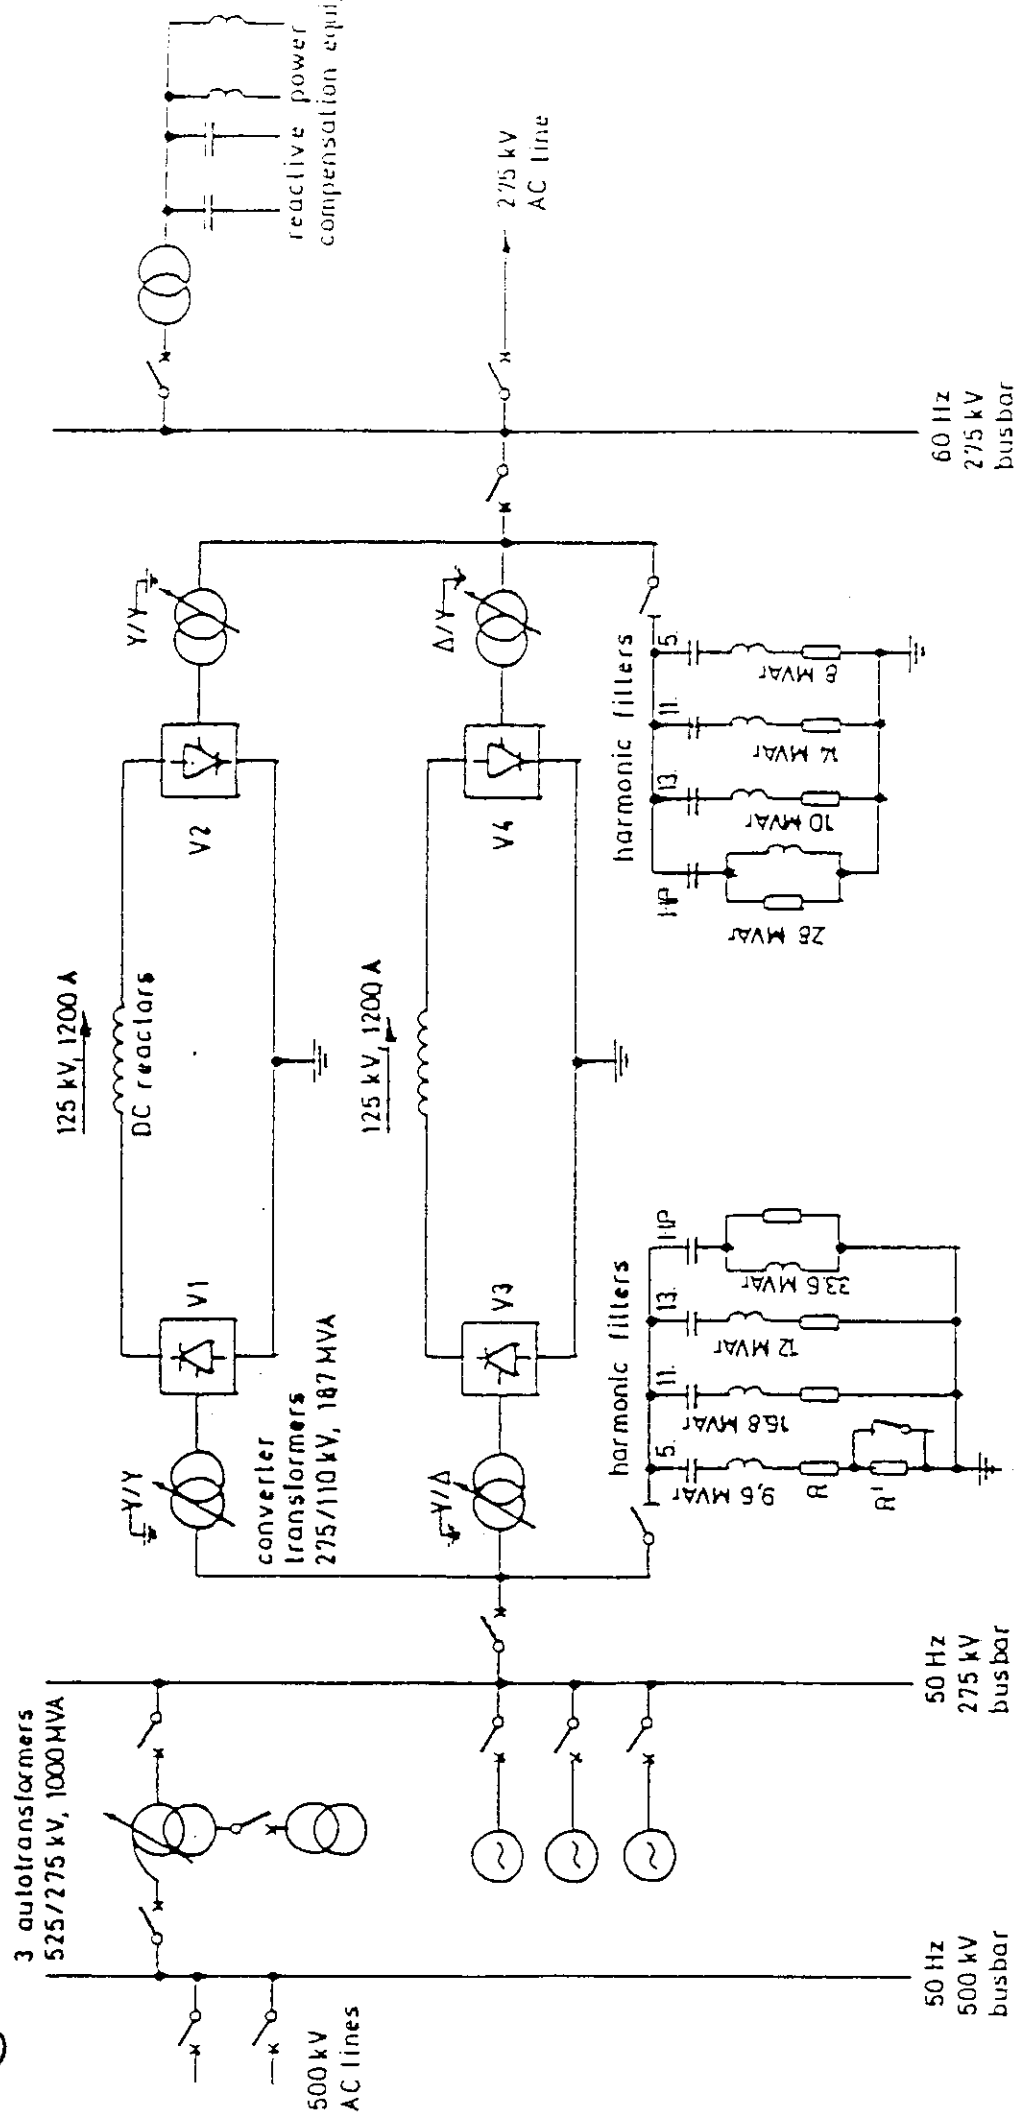 3 autotransformers
525/275 kV, 1000 MVA
500 kV
AC lines
50 Hz
500 kV
busbar
50 Hz
275 kV
busbar
Y/Y
converter
transformers
275/110 kV, 187 MVA
Y/Δ
V1
V3
125 kV, 1200 A
DC reactors
125 kV, 1200 A
harmonic filters
5.
11.
13.
HP
9,6 MVAr
16.8 MVAr
12 MVAr
33.6 MVAr
R
R'
V2
V4
Y/Y
Δ/Y
harmonic filters
HP
13.
11.
5.
28 MVAr
10 MVAr
14 MVAr
8 MVAr
60 Hz
275 kV
busbar
reactive power
compensation equi
275 kV
AC line